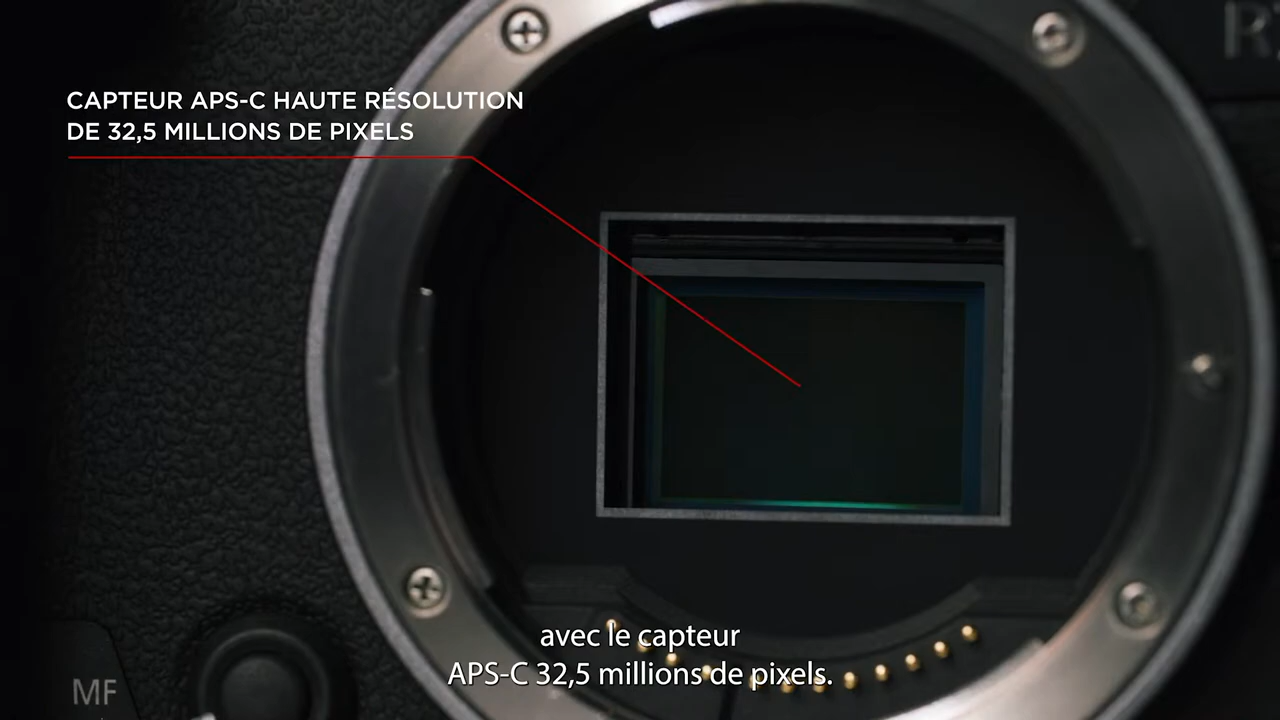 CAPTEUR APS-C HAUTE RÉSOLUTION
DE 32,5 MILLIONS DE PIXELS
avec le capteur
APS-C 32,5 millions de pixels.
MF